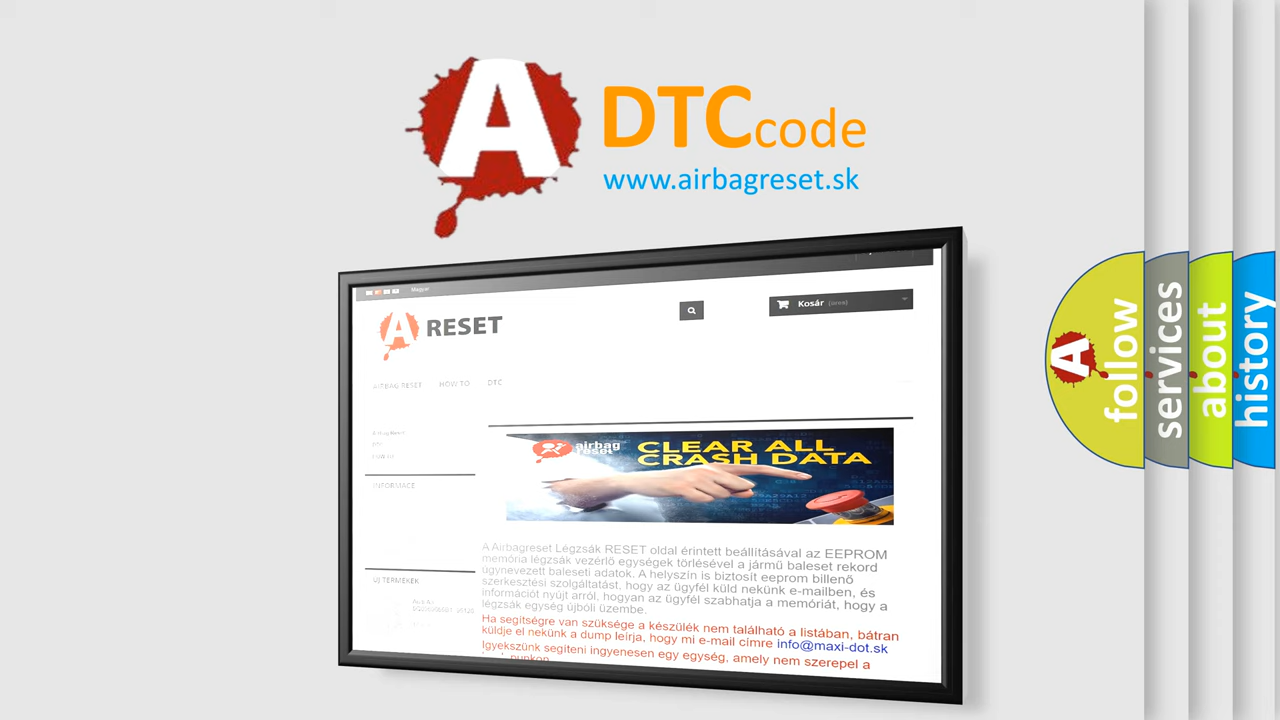 A
DTC code
www.airbagreset.sk
Magyar
A RESET
Kosár (üres)
AIRBAG RESET HOW TO DTC
INFORMACE
ÚJ TERMÉKEK
airbag
reset
CLEAR ALL
CRASH DATA
A Airbagreset Légzsák RESET oldal érintett beállításával az EEPROM
memória légzsák vezérlő egységek törlésével a jármű baleset rekord
úgynevezett baleseti adatok. A helyszín is biztosít eeprom billenő
szerkesztési szolgáltatást, hogy az ügyfél küld nekünk e-mailben, és
információt nyújt arról, hogyan az ügyfél szabhatja a memóriát, hogy a
légzsák egység újbóli üzembe.
Ha segítségre van szüksége a készülék nem található a listában, bátran
küldje el nekünk a dump leírja, hogy mi e-mail címre info@maxi-dot.sk
Igyekszünk segíteni ingyenesen egy egység, amely nem szerepel a
A
follow
services
about
history